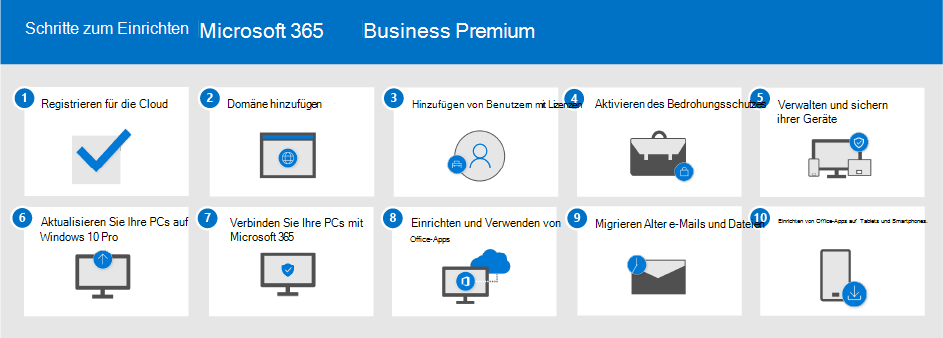 Schritte zum Einrichten Microsoft 365 Business Premium
1 Registrieren für die Cloud
2 Domäne hinzufügen
3 Hinzufügen von Benutzern mit Lizenzen
4 Aktivieren des Bedrohungsschutzes
5 Verwalten und sichern
ihrer Geräte
6 Aktualisieren Sie Ihre PCs auf
Windows 10 Pro
7 Verbinden Sie Ihre PCs mit
Microsoft 365
8 Einrichten und Verwenden von
Office-Apps
9 Migrieren Alter e-Mails und Dateien
10 Einrichten von Office-Apps auf Tablets und Smartphones.